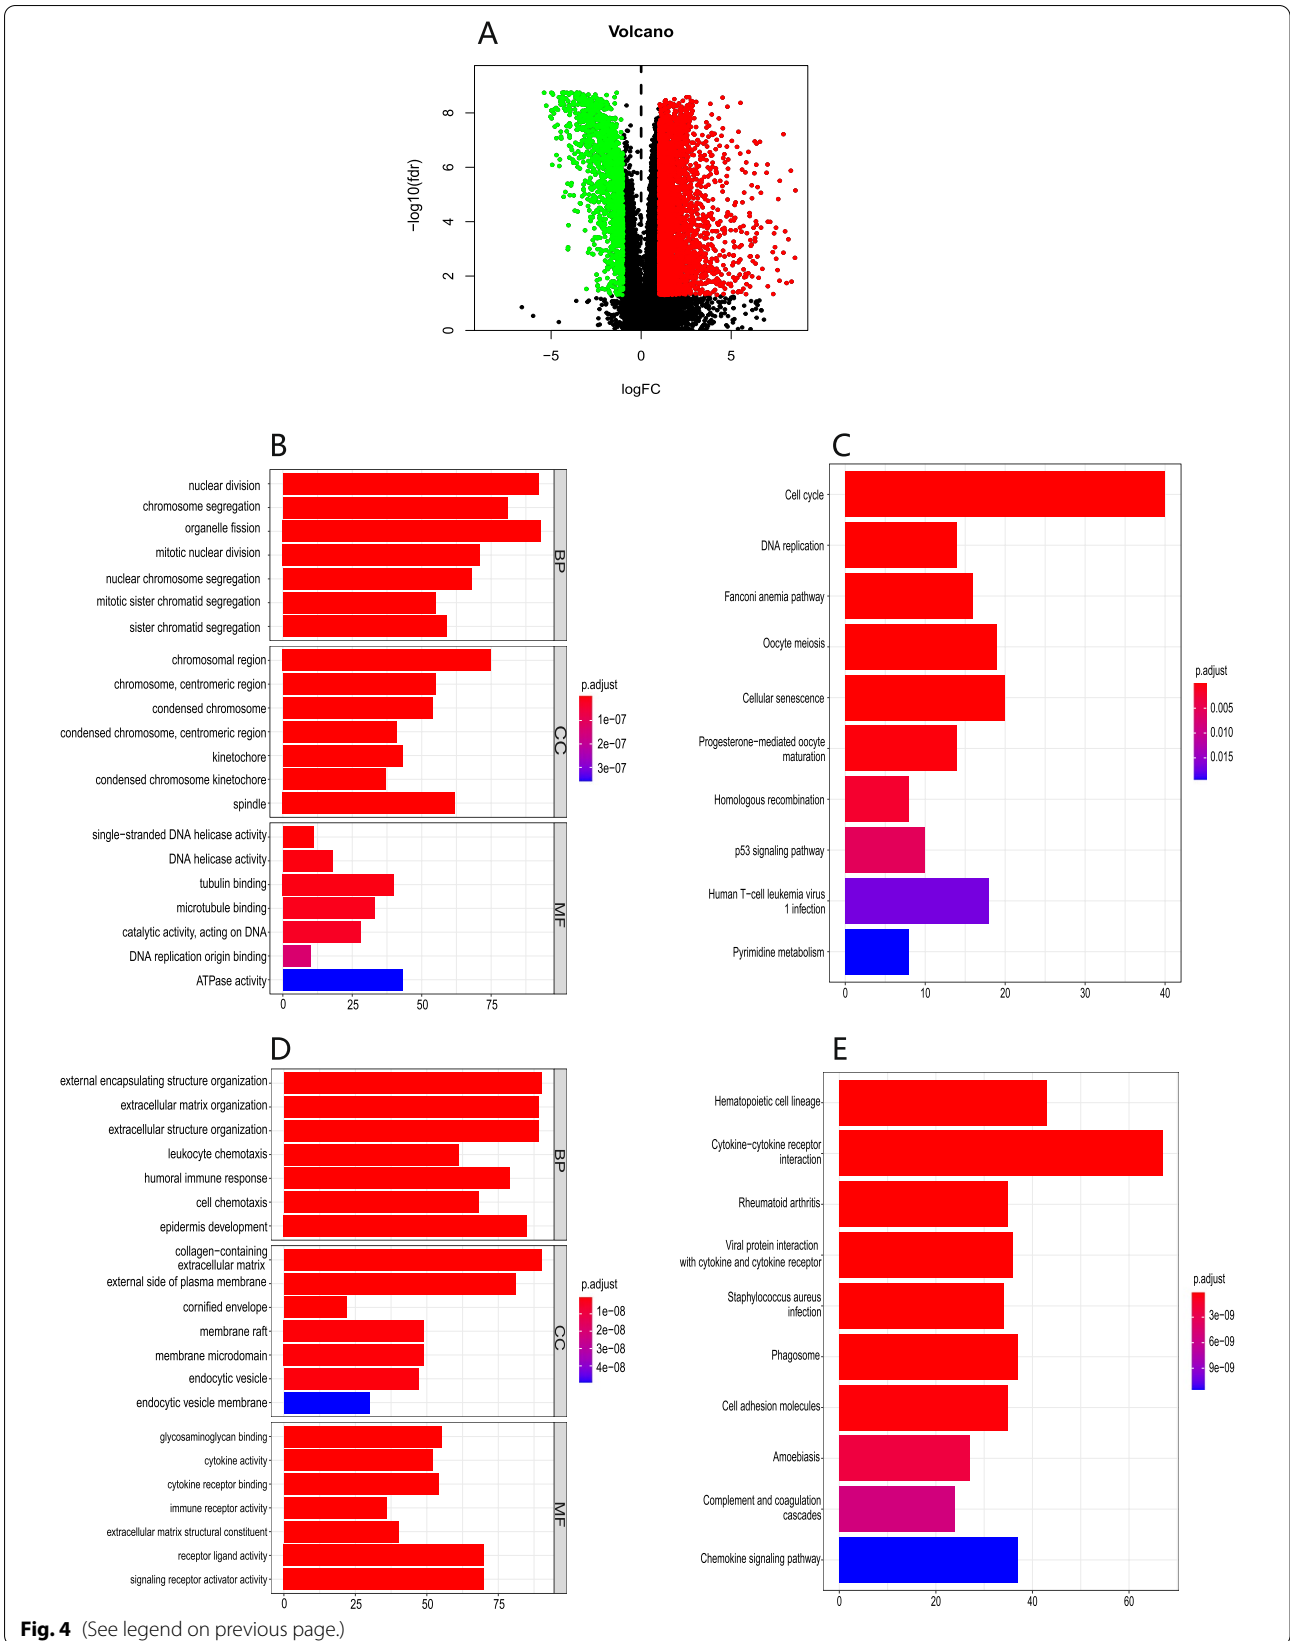 A
Volcano
−log10(fdr)
8
6
4
2
0
−5 0 5
logFC
B
nuclear division
chromosome segregation
organelle fission
mitotic nuclear division
nuclear chromosome segregation
mitotic sister chromatid segregation
sister chromatid segregation
BP
chromosomal region
chromosome, centromeric region
condensed chromosome
condensed chromosome, centromeric region
kinetochore
condensed chromosome kinetochore
spindle
CC
single−stranded DNA helicase activity
DNA helicase activity
tubulin binding
microtubule binding
catalytic activity, acting on DNA
DNA replication origin binding
ATPase activity
MF
0 25 50 75
p.adjust
1e−07
2e−07
3e−07
C
Cell cycle
DNA replication
Fanconi anemia pathway
Oocyte meiosis
Cellular senescence
Progesterone−mediated oocyte
maturation
Homologous recombination
p53 signaling pathway
Human T−cell leukemia virus
1 infection
Pyrimidine metabolism
0 10 20 30 40
p.adjust
0.005
0.010
0.015
D
external encapsulating structure organization
extracellular matrix organization
extracellular structure organization
leukocyte chemotaxis
humoral immune response
cell chemotaxis
epidermis development
BP
collagen−containing
extracellular matrix
external side of plasma membrane
cornified envelope
membrane raft
membrane microdomain
endocytic vesicle
endocytic vesicle membrane
CC
glycosaminoglycan binding
cytokine activity
cytokine receptor binding
immune receptor activity
extracellular matrix structural constituent
receptor ligand activity
signaling receptor activator activity
MF
0 25 50 75
p.adjust
1e−08
2e−08
3e−08
4e−08
E
Hematopoietic cell lineage
Cytokine−cytokine receptor
interaction
Rheumatoid arthritis
Viral protein interaction
with cytokine and cytokine receptor
Staphylococcus aureus
infection
Phagosome
Cell adhesion molecules
Amoebiasis
Complement and coagulation
cascades
Chemokine signaling pathway
0 20 40 60
p.adjust
3e−09
6e−09
9e−09
Fig. 4 (See legend on previous page.)